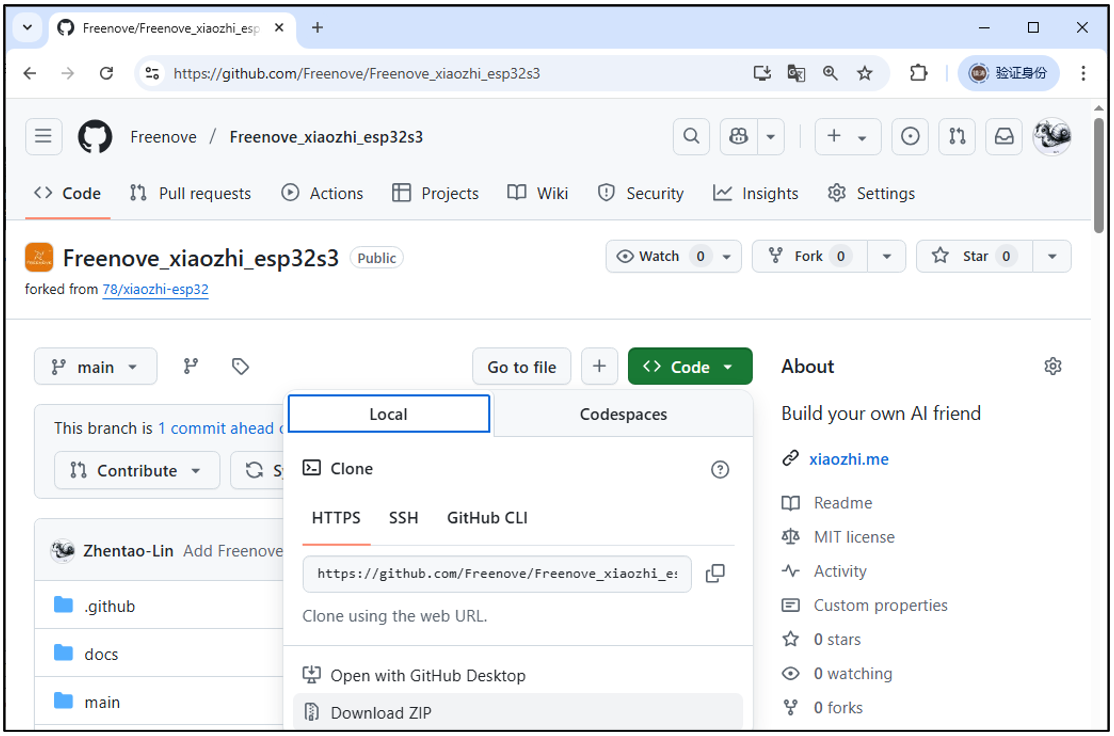 Freenove/Freenove_xiaozhi_esp
https://github.com/Freenove/Freenove_xiaozhi_esp32s3
验证身份
Freenove / Freenove_xiaozhi_esp32s3
Code Pull requests Actions Projects Wiki Security Insights Settings
Freenove_xiaozhi_esp32s3 Public
Watch 0 Fork 0 Star 0
forked from 78/xiaozhi-esp32
main Go to file Code
About
Local Codespaces
Build your own AI friend
This branch is 1 commit ahead
xiaozhi.me
Contribute
Clone
Readme
HTTPS SSH GitHub CLI
MIT license
Zhentao-Lin Add Freenove
https://github.com/Freenove/Freenove_xiaozhi_es
Activity
.github
Clone using the web URL.
Custom properties
0 stars
docs
Open with GitHub Desktop
0 watching
main
Download ZIP
0 forks